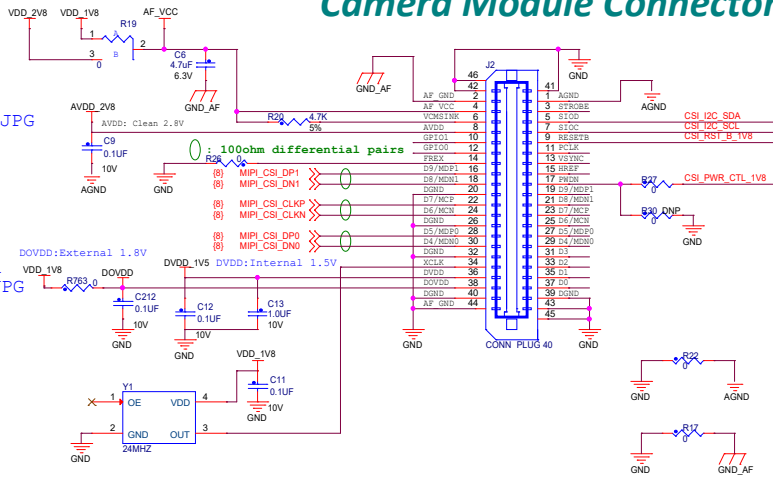 Camera Module Connector
VDD_2V8 VDD_1V8 R19 AF_VCC
1 A 2
3 B
0
C6
4.7uF
6.3V
GND_AF
JPG
AVDD_2V8
AVDD: Clean 2.8V
C9
0.1UF
10V
AGND
R20 4.7K
5%
: 100ohm differential pairs
R26 0
GND
{8} MIPI_CSI_DP1
{8} MIPI_CSI_DN1
{8} MIPI_CSI_CLKP
{8} MIPI_CSI_CLKN
{8} MIPI_CSI_DP0
{8} MIPI_CSI_DN0
DOVDD:External 1.8V
VDD_1V8 DOVDD
R763 0
PG
C212
0.1UF
10V
GND
DVDD_1V5 DVDD:Internal 1.5V
C12
0.1UF
10V
GND
C13
1.0UF
10V
VDD_1V8
C11
0.1UF
10V
GND
Y1
1 OE VDD 4
2 GND OUT 3
24MHZ
GND
GND_AF
J2
GND
46
42 41
AF GND 2 1 AGND
AF VCC 4 3 STROBE
VCMSINK 6 5 SIOD
AVDD 8 7 SIOC
GPIO1 10 9 RESETB
GPIO0 12 11 PCLK
FREX 14 13 VSYNC
D9/MDP1 16 15 HREF
D8/MDN1 18 17 PWDN
DGND 20 19 D9/MDP1
D7/MCP 22 21 D8/MDN1
D6/MCN 24 23 D7/MCP
DGND 26 25 D6/MCN
D5/MDP0 28 27 D5/MDP0
D4/MDN0 30 29 D4/MDN0
DGND 32 31 D3
XCLK 34 33 D2
DVDD 36 35 D1
DOVDD 38 37 D0
DGND 40 39 DGND
AF GND 44 43
45
GND
CONN PLUG 40
GND
AGND
CSI_I2C_SDA
CSI_I2C_SCL
CSI_RST_B_1V8
R27 CSI_PWR_CTL_1V8
0
R30 DNP
0
GND
R22
0
GND AGND
R17
0
GND GND_AF